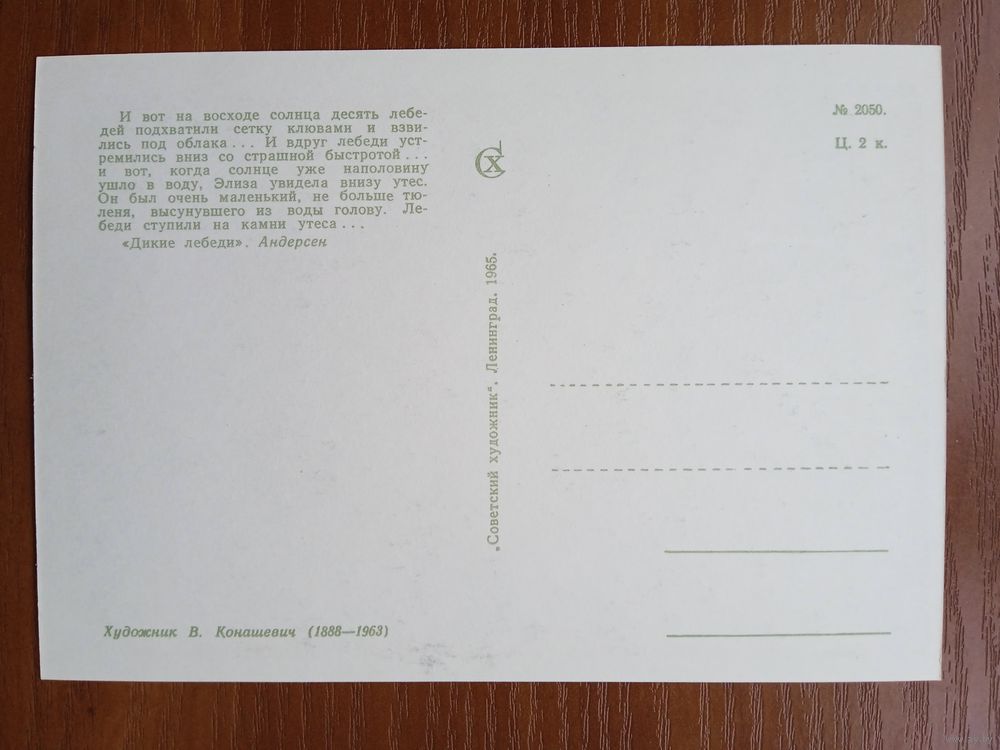 И вот на восходе солнца десять лебе-
дей подхватили сетку клювами и взви-
лись под облака... И вдруг лебеди уст-
ремились вниз со страшной быстротой...
и вот, когда солнце уже наполовину
ушло в воду, Элиза увидела внизу утес.
Он был очень маленький, не больше тю-
леня, высунувшего из воды голову. Ле-
беди ступили на камни утеса...
«Дикие лебеди». Андерсен
Художник В. Конашевич (1888—1963)
СХ
„Советский художник“. Ленинград. 1965.
№ 2050.
Ц. 2 к.